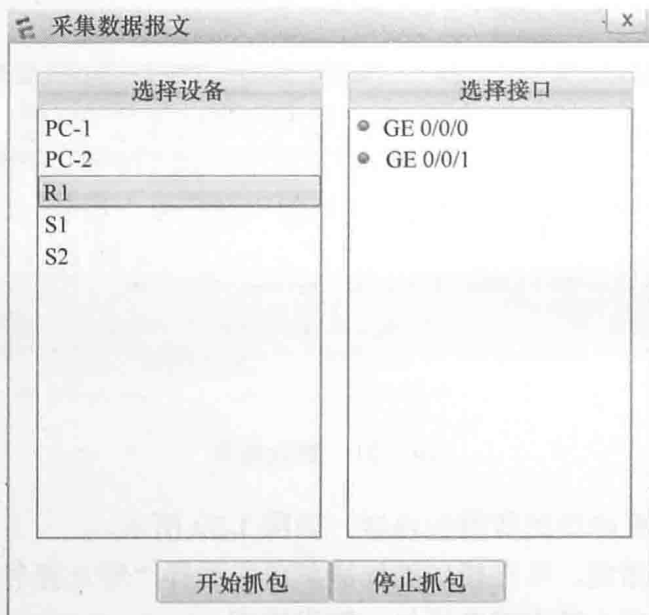 采集数据报文
x
选择设备
PC-1
PC-2
R1
S1
S2
选择接口
GE 0/0/0
GE 0/0/1
开始抓包
停止抓包